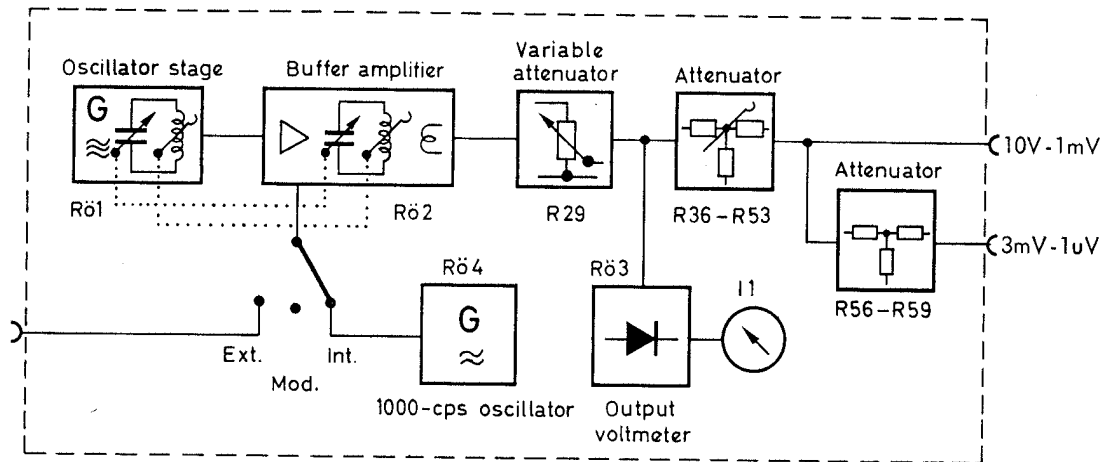 Oscillator stage
G
Rö1
Buffer amplifier
Rö2
Variable
attenuator
R29
Attenuator
R36-R53
10V-1mV
Attenuator
R56-R59
3mV-1uV
Ext.
Int.
Mod.
Rö4
G
1000-cps oscillator
Rö3
Output
voltmeter
I1